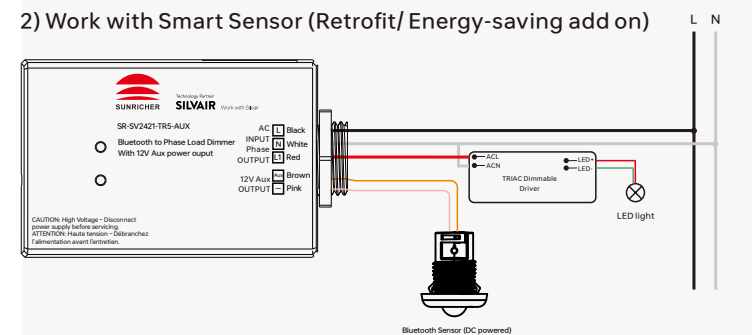 2) Work with Smart Sensor (Retrofit/ Energy-saving add on)
L N
SUNRICHER
Technology Partner
SILVAIR Work with Silvair
SR-SV2421-TR5-AUX
Bluetooth to Phase Load Dimmer
With 12V Aux power ouput
AC INPUT
L Black
N White
Phase OUTPUT
L1 Red
12V Aux OUTPUT
Aux Brown
− Pink
CAUTION: High Voltage – Disconnect
power supply before servicing.
ATTENTION: Haute tension – Débranchez
l'alimentation avant l'entretien.
ACL
ACN
LED+
LED-
TRIAC Dimmable
Driver
LED light
Bluetooth Sensor (DC powered)